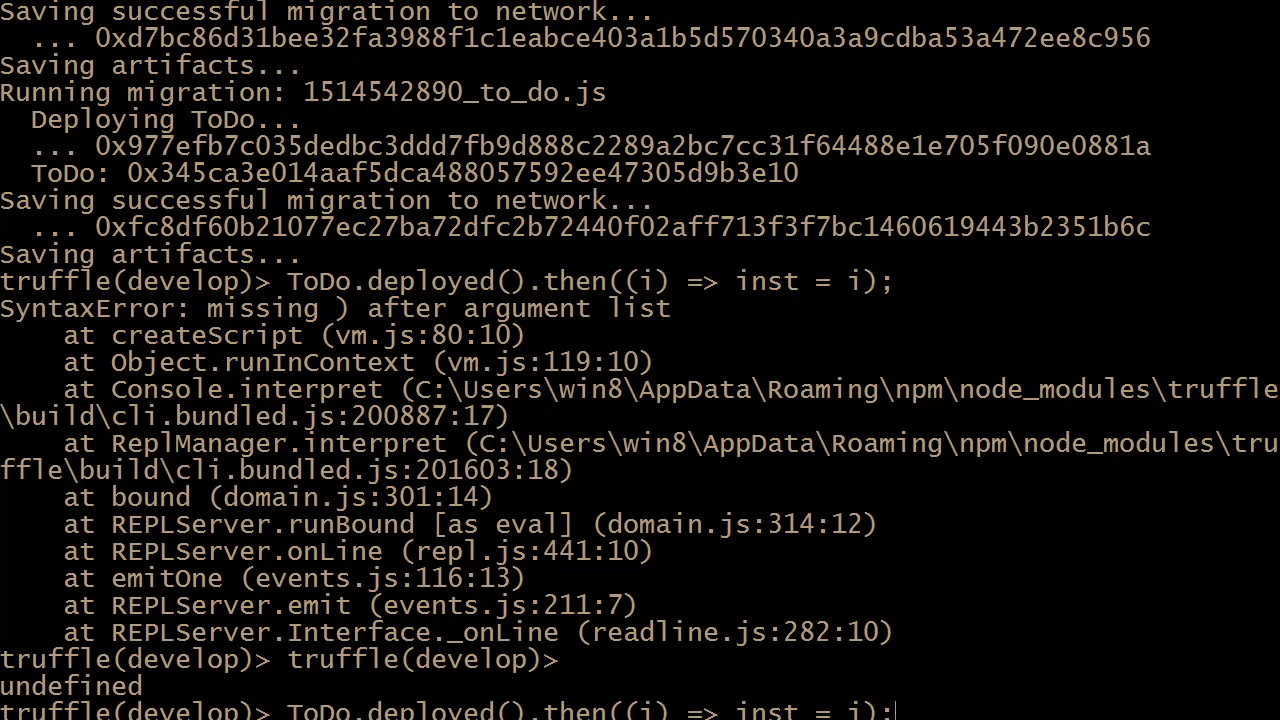 Saving successful migration to network...
  ... 0xd7bc86d31bee32fa3988f1c1eabce403a1b5d570340a3a9cdba53a472ee8c956
Saving artifacts...
Running migration: 1514542890_to_do.js
  Deploying ToDo...
  ... 0x977efb7c035dedbc3ddd7fb9d888c2289a2bc7cc31f64488e1e705f090e0881a
  ToDo: 0x345ca3e014aaf5dca488057592ee47305d9b3e10
Saving successful migration to network...
  ... 0xfc8df60b21077ec27ba72dfc2b72440f02aff713f3f7bc1460619443b2351b6c
Saving artifacts...
truffle(develop)> ToDo.deployed().then((i) => inst = i);
SyntaxError: missing ) after argument list
    at createScript (vm.js:80:10)
    at Object.runInContext (vm.js:119:10)
    at Console.interpret (C:\Users\win8\AppData\Roaming\npm\node_modules\truffle
\build\cli.bundled.js:200887:17)
    at ReplManager.interpret (C:\Users\win8\AppData\Roaming\npm\node_modules\tru
ffle\build\cli.bundled.js:201603:18)
    at bound (domain.js:301:14)
    at REPLServer.runBound [as eval] (domain.js:314:12)
    at REPLServer.onLine (repl.js:441:10)
    at emitOne (events.js:116:13)
    at REPLServer.emit (events.js:211:7)
    at REPLServer.Interface._onLine (readline.js:282:10)
truffle(develop)> truffle(develop)>
undefined
truffle(develop)> ToDo.deployed().then((i) => inst = i);